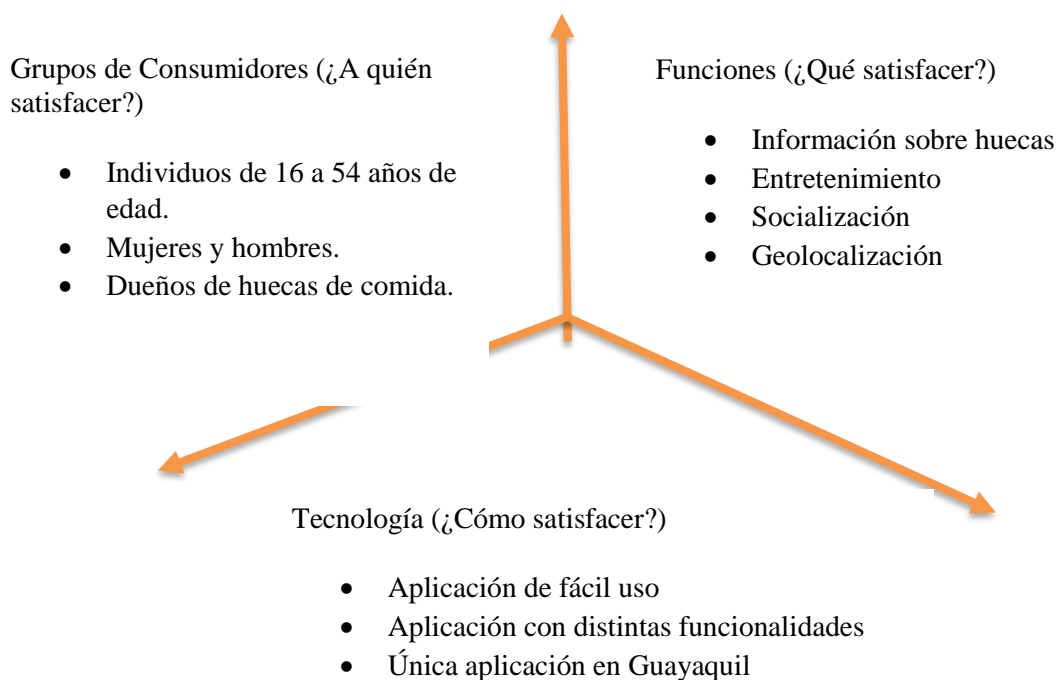 Grupos de Consumidores (¿A quién
satisfacer?)
• Individuos de 16 a 54 años de
edad.
• Mujeres y hombres.
• Dueños de huecas de comida.
Funciones (¿Qué satisfacer?)
• Información sobre huecas
• Entretenimiento
• Socialización
• Geolocalización
Tecnología (¿Cómo satisfacer?)
• Aplicación de fácil uso
• Aplicación con distintas funcionalidades
• Única aplicación en Guayaquil